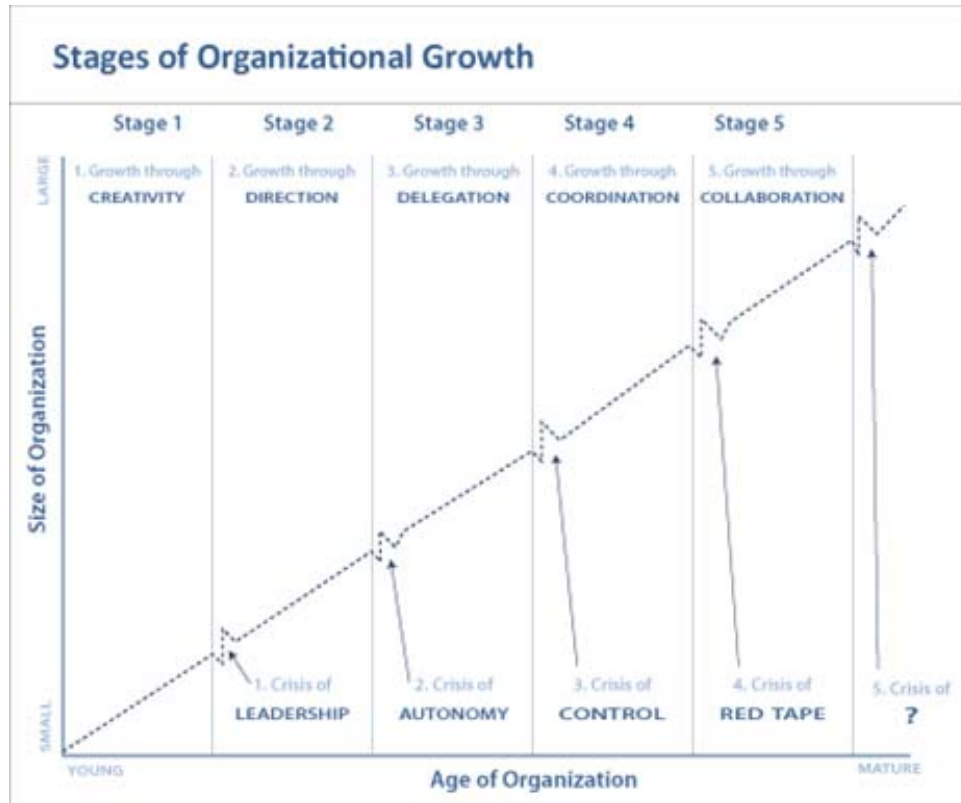 Stages of Organizational Growth
Stage 1
Stage 2
Stage 3
Stage 4
Stage 5
1. Growth through
CREATIVITY
2. Growth through
DIRECTION
3. Growth through
DELEGATION
4. Growth through
COORDINATION
5. Growth through
COLLABORATION
LARGE
Size of Organization
SMALL
1. Crisis of
LEADERSHIP
2. Crisis of
AUTONOMY
3. Crisis of
CONTROL
4. Crisis of
RED TAPE
5. Crisis of
?
YOUNG
Age of Organization
MATURE